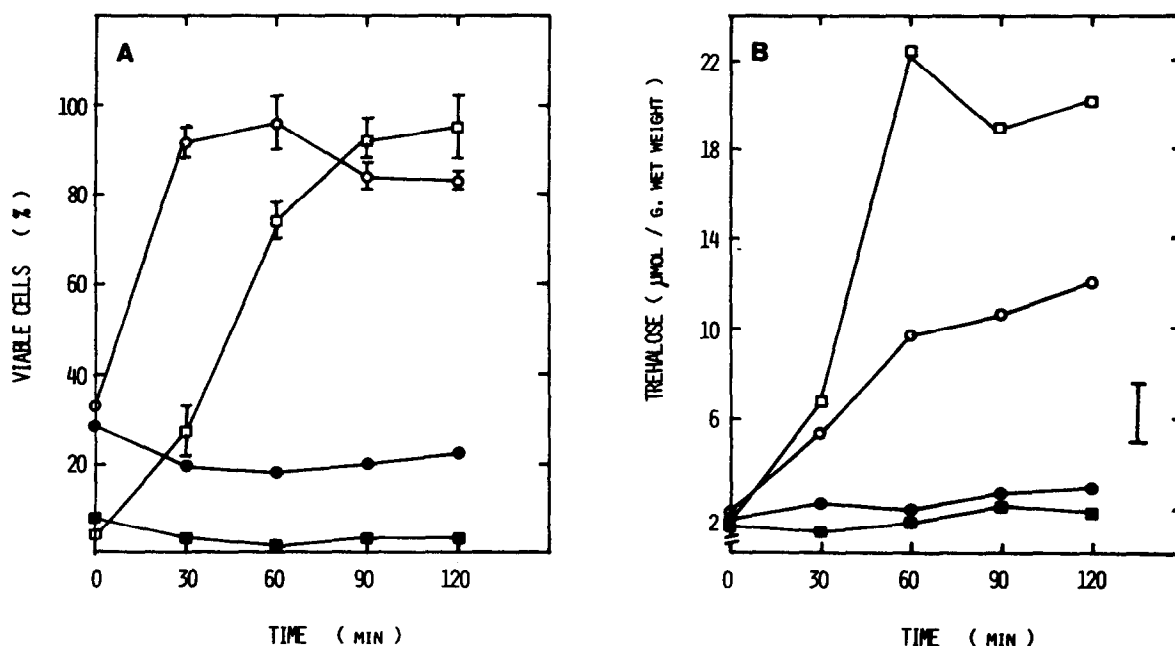 A
VIABLE CELLS ( % )
100
80
60
40
20
0 30 60 90 120
TIME ( MIN )
B
TREHALOSE ( µMOL / G. WET WEIGHT )
22
18
14
10
6
2
0 30 60 90 120
TIME ( MIN )